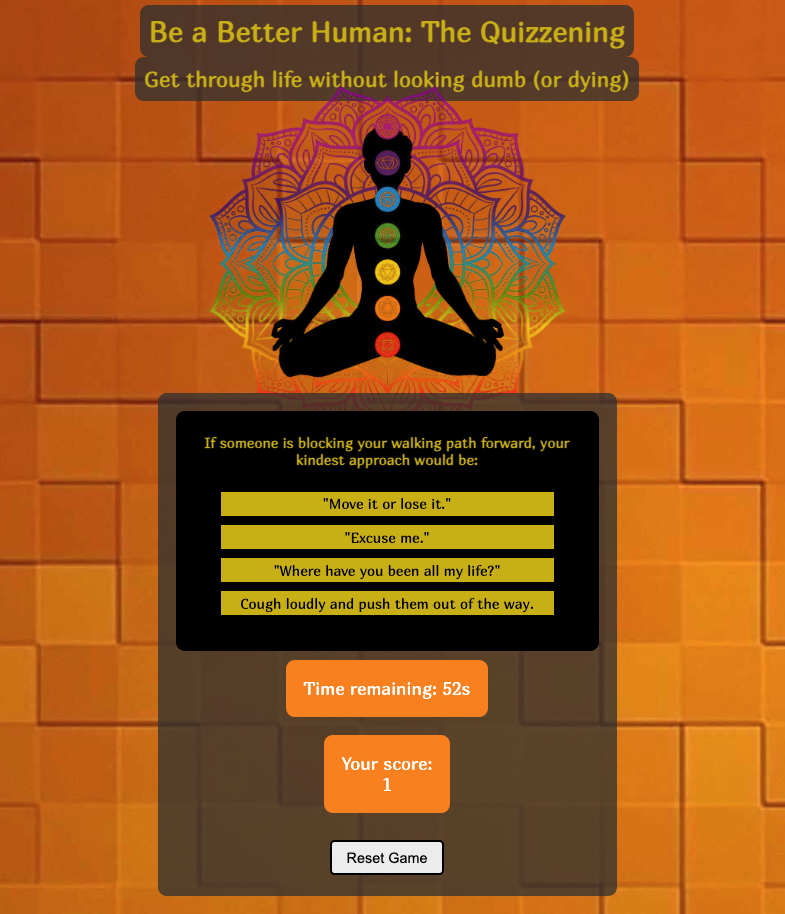 Be a Better Human: The Quizzening
Get through life without looking dumb (or dying)
If someone is blocking your walking path forward, your
kindest approach would be:
"Move it or lose it."
"Excuse me."
"Where have you been all my life?"
Cough loudly and push them out of the way.
Time remaining: 52s
Your score:
1
Reset Game